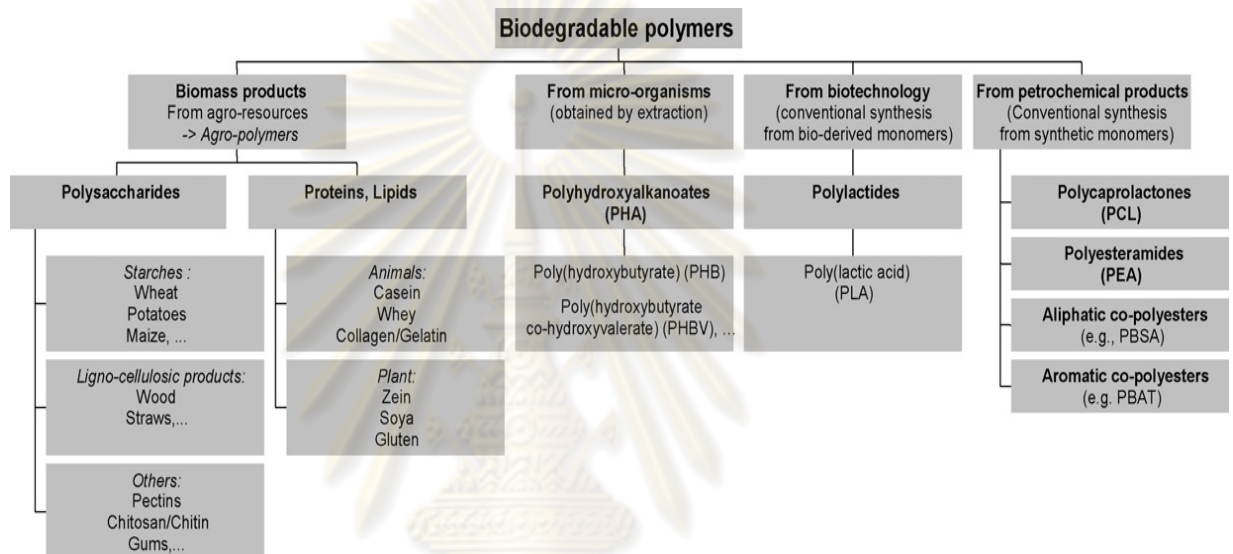 Biodegradable polymers
Biomass products
From agro-resources
-> Agro-polymers
From micro-organisms
(obtained by extraction)
From biotechnology
(conventional synthesis
from bio-derived monomers)
From petrochemical products
(Conventional synthesis
from synthetic monomers)
Polysaccharides
Proteins, Lipids
Polyhydroxyalkanoates
(PHA)
Polylactides
Polycaprolactones
(PCL)
Polyesteramides
(PEA)
Aliphatic co-polyesters
(e.g., PBSA)
Aromatic co-polyesters
(e.g. PBAT)
Starches :
Wheat
Potatoes
Maize, ...
Ligno-cellulosic products:
Wood
Straws,...
Others:
Pectins
Chitosan/Chitin
Gums,...
Animals:
Casein
Whey
Collagen/Gelatin
Plant:
Zein
Soya
Gluten
Poly(hydroxybutyrate) (PHB)
Poly(hydroxybutyrate
co-hydroxyvalerate) (PHBV), ...
Poly(lactic acid)
(PLA)